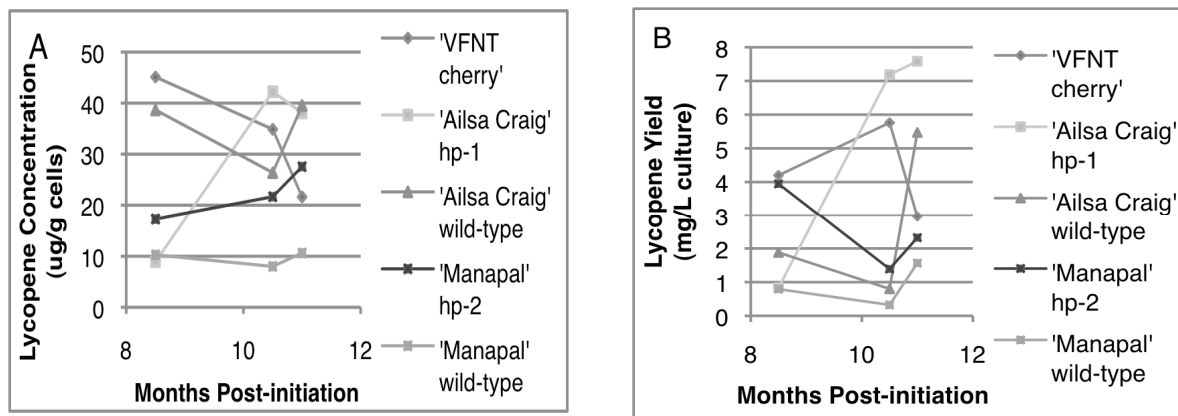 A
Lycopene Concentration
(ug/g cells)
50
40
30
20
10
0
8
10
12
Months Post-initiation
'VFNT
cherry'
'Ailsa Craig'
hp-1
'Ailsa Craig'
wild-type
'Manapal'
hp-2
'Manapal'
wild-type
B
Lycopene Yield
(mg/L culture)
8
7
6
5
4
3
2
1
0
8
10
12
Months Post-initiation
'VFNT
cherry'
'Ailsa Craig'
hp-1
'Ailsa Craig'
wild-type
'Manapal'
hp-2
'Manapal'
wild-type